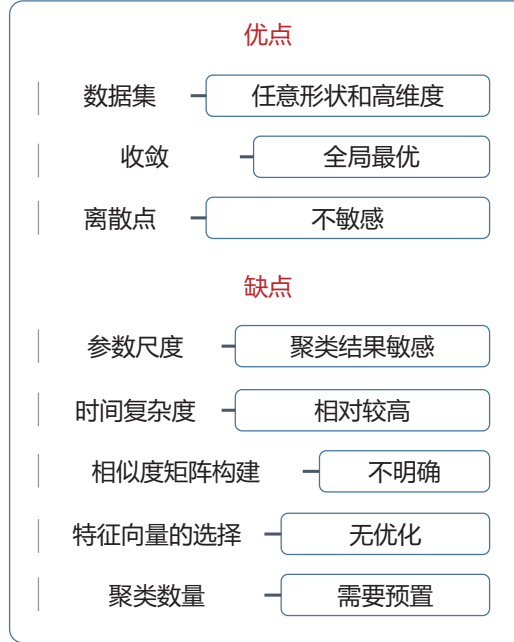 优点
数据集 任意形状和高维度
收敛 全局最优
离散点 不敏感
缺点
参数尺度 聚类结果敏感
时间复杂度 相对较高
相似度矩阵构建 不明确
特征向量的选择 无优化
聚类数量 需要预置